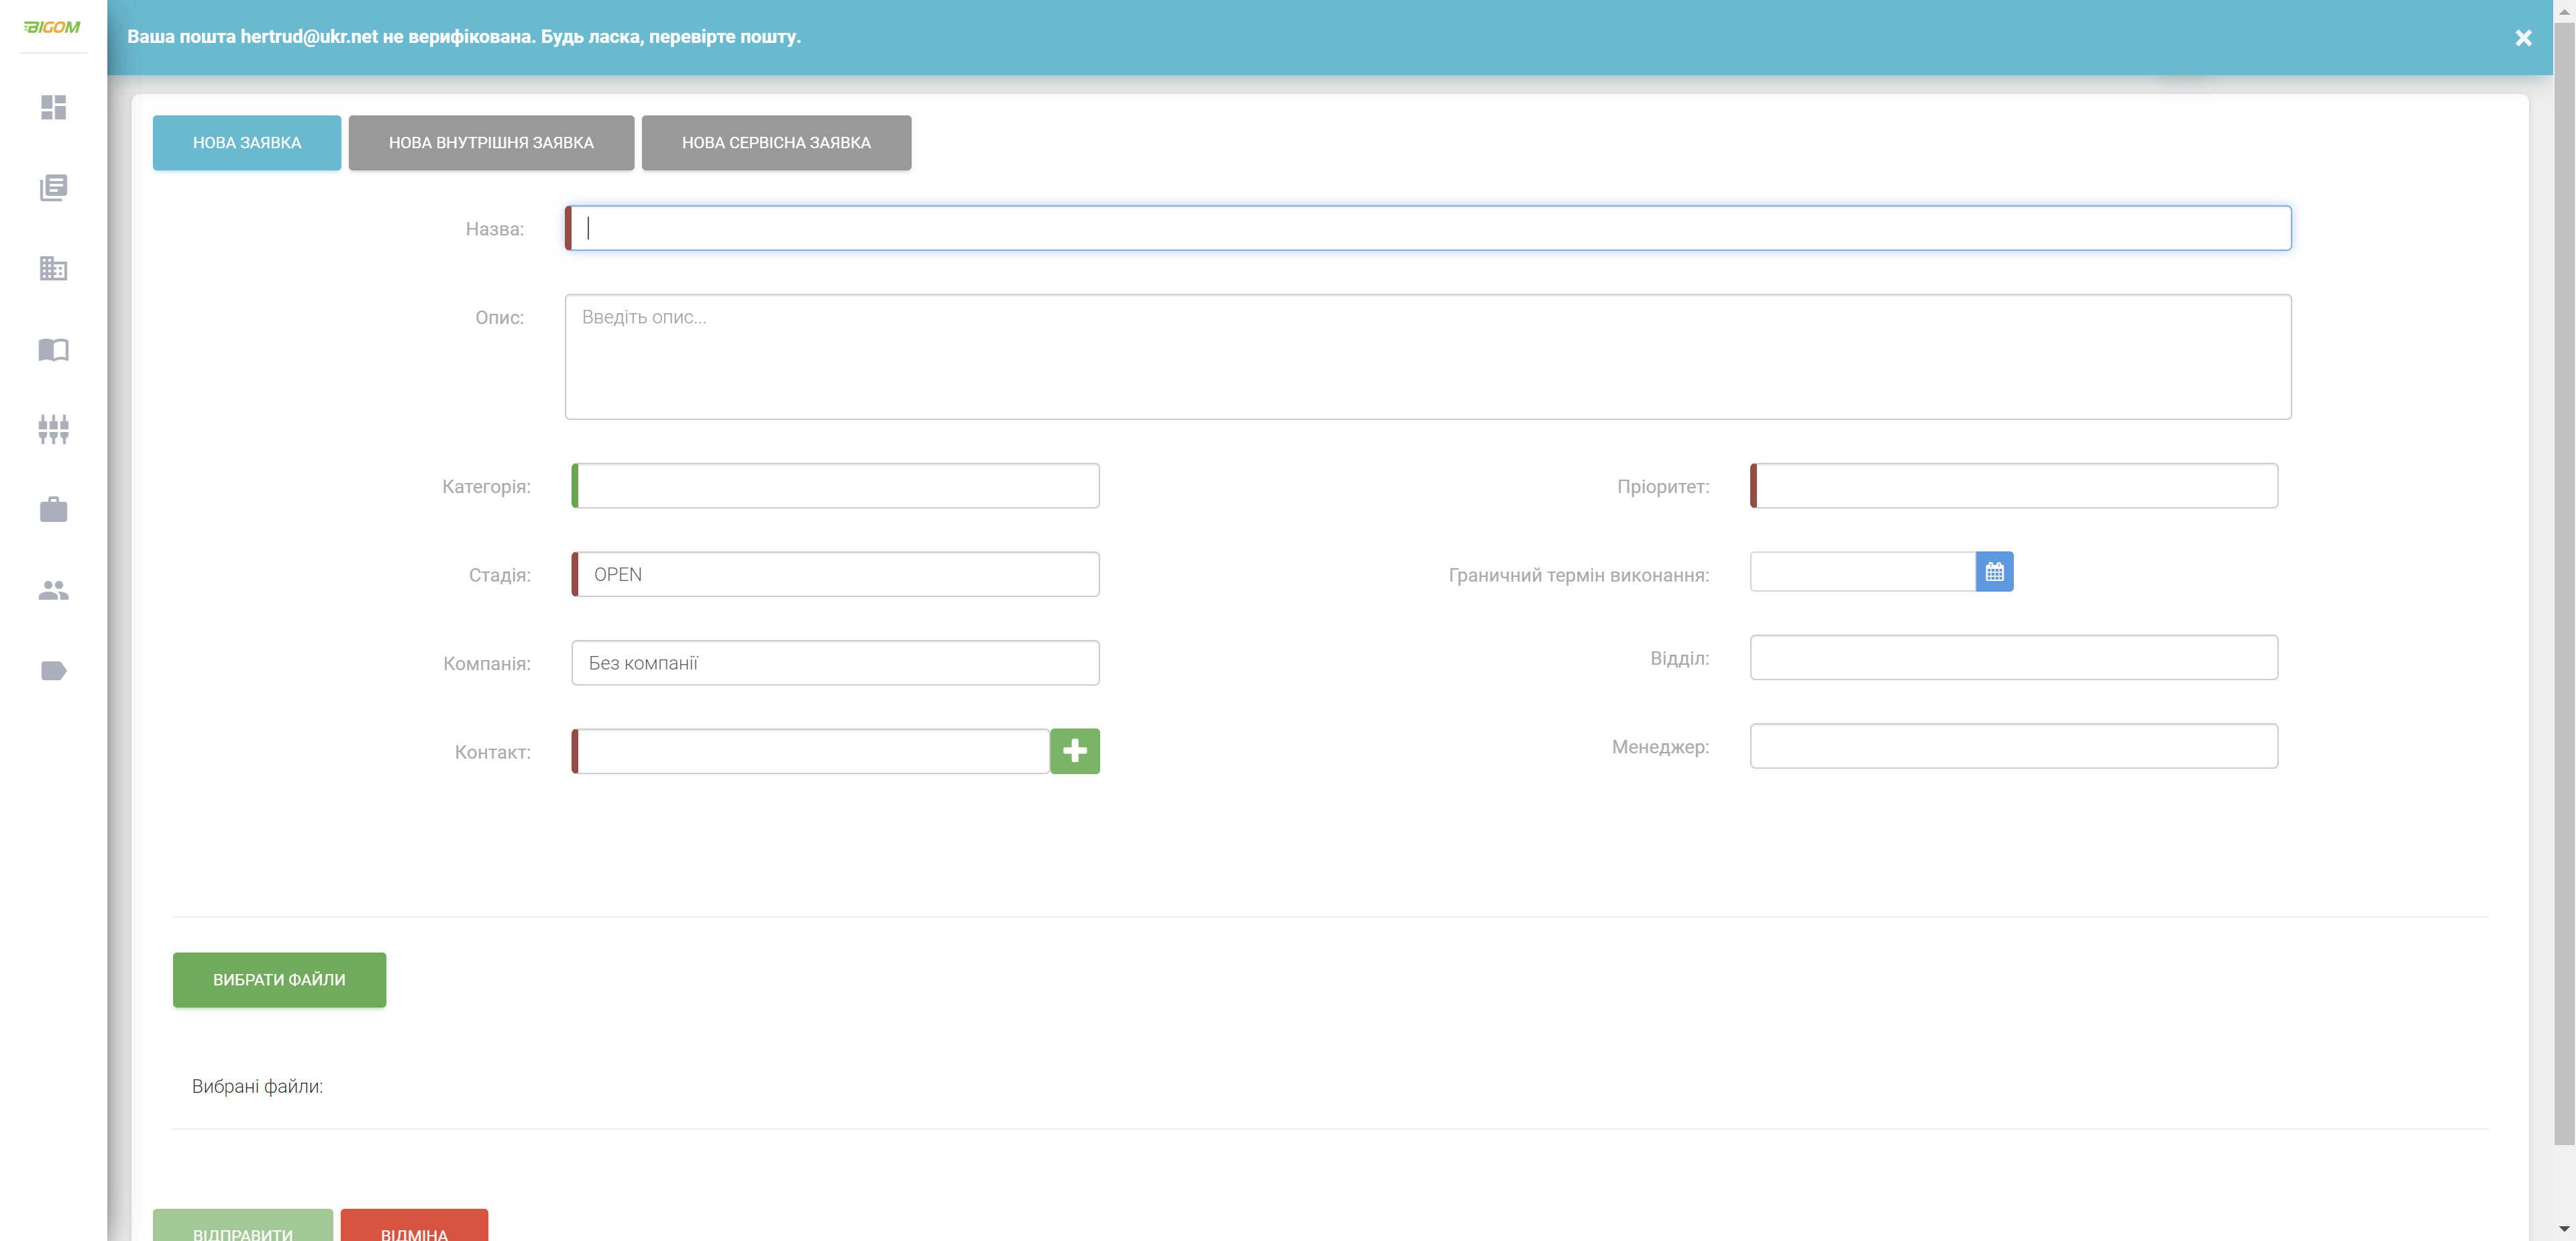 BIGOM
Ваша пошта hertrud@ukr.net не верифікована. Будь ласка, перевірте пошту.
НОВА ЗАЯВКА
НОВА ВНУТРІШНЯ ЗАЯВКА
НОВА СЕРВІСНА ЗАЯВКА
Назва:
Опис:
Введіть опис...
Категорія:
Пріоритет:
Стадія:
OPEN
Граничний термін виконання:
Компанія:
Без компанії
Відділ:
Контакт:
Менеджер:
ВИБРАТИ ФАЙЛИ
Вибрані файли:
ВІДПРАВИТИ
ВІДМІНА